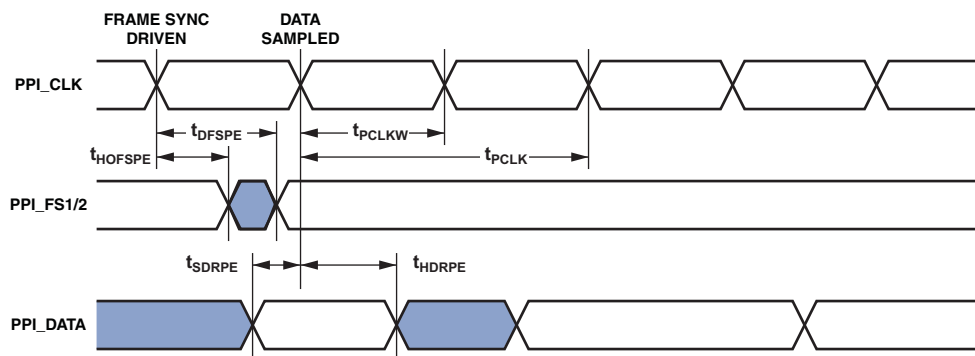 FRAME SYNC
DRIVEN
DATA
SAMPLED
PPI_CLK
tDFSPE
tPCLKW
tHOFSPE
tPCLK
PPI_FS1/2
tSDRPE
tHDRPE
PPI_DATA